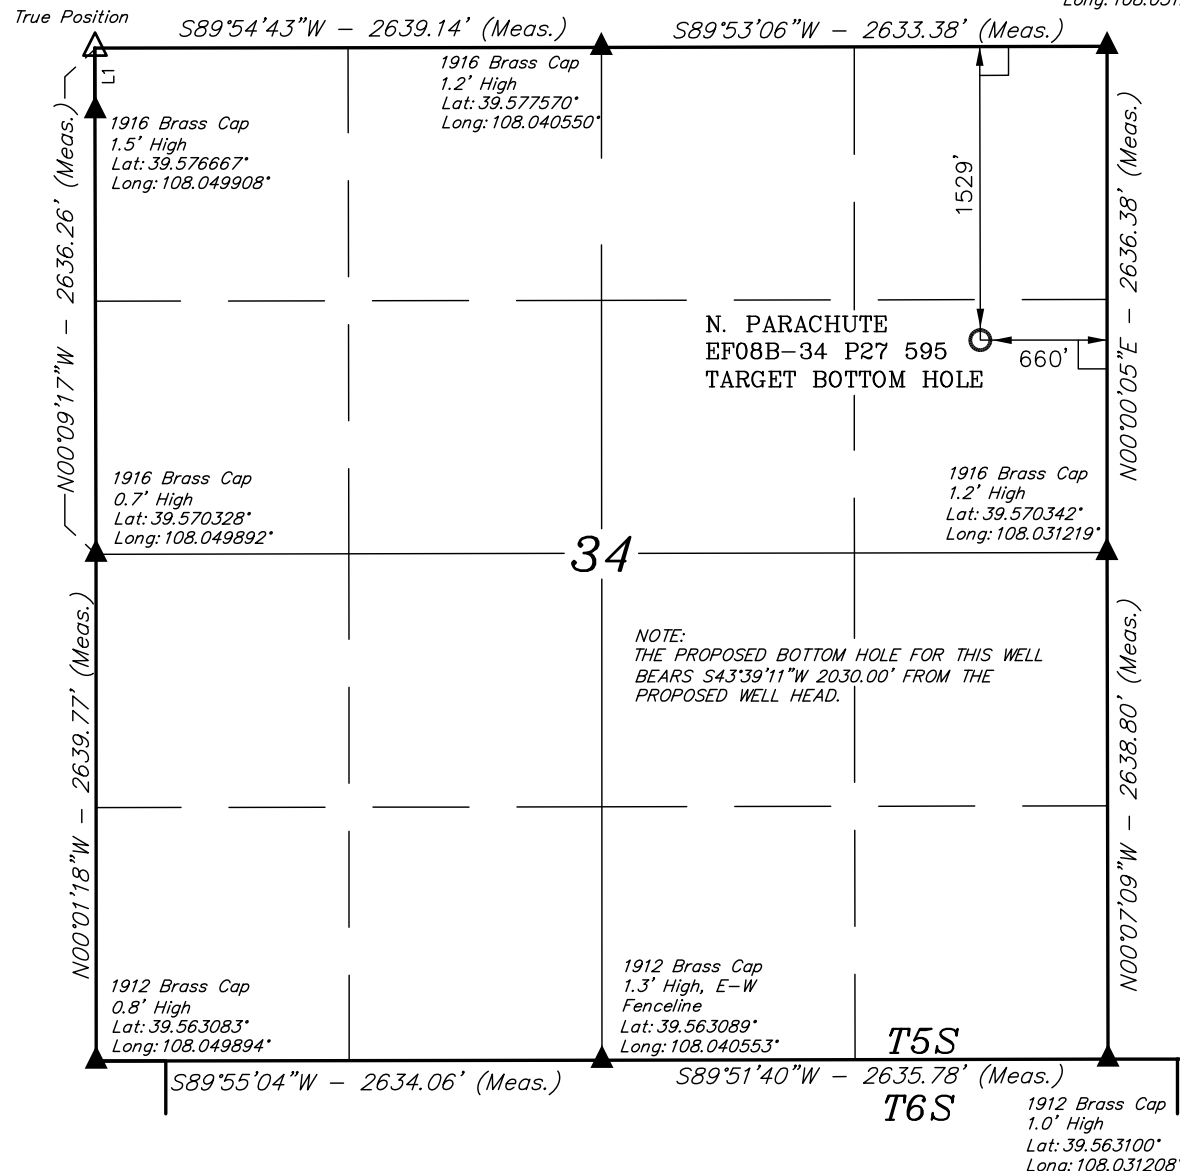 True Position
Long: 108.031
S89°54'43"W - 2639.14' (Meas.)
S89°53'06"W - 2633.38' (Meas.)
L1
1916 Brass Cap
1.2' High
Lat: 39.577570°
Long: 108.040550°
1916 Brass Cap
1.5' High
Lat: 39.576667°
Long: 108.049908°
N00°09'17"W - 2636.26' (Meas.)
1529'
N00°00'05"E - 2636.38' (Meas.)
N. PARACHUTE
EF08B-34 P27 595
TARGET BOTTOM HOLE
660'
1916 Brass Cap
0.7' High
Lat: 39.570328°
Long: 108.049892°
1916 Brass Cap
1.2' High
Lat: 39.570342°
Long: 108.031219°
34
NOTE:
THE PROPOSED BOTTOM HOLE FOR THIS WELL
BEARS S43°39'11"W 2030.00' FROM THE
PROPOSED WELL HEAD.
N00°01'18"W - 2639.77' (Meas.)
N00°07'09"W - 2638.80' (Meas.)
1912 Brass Cap
0.8' High
Lat: 39.563083°
Long: 108.049894°
1912 Brass Cap
1.3' High, E-W
Fenceline
Lat: 39.563089°
Long: 108.040553°
T5S
S89°55'04"W - 2634.06' (Meas.)
S89°51'40"W - 2635.78' (Meas.)
T6S
1912 Brass Cap
1.0' High
Lat: 39.563100°
Long: 108.031208°